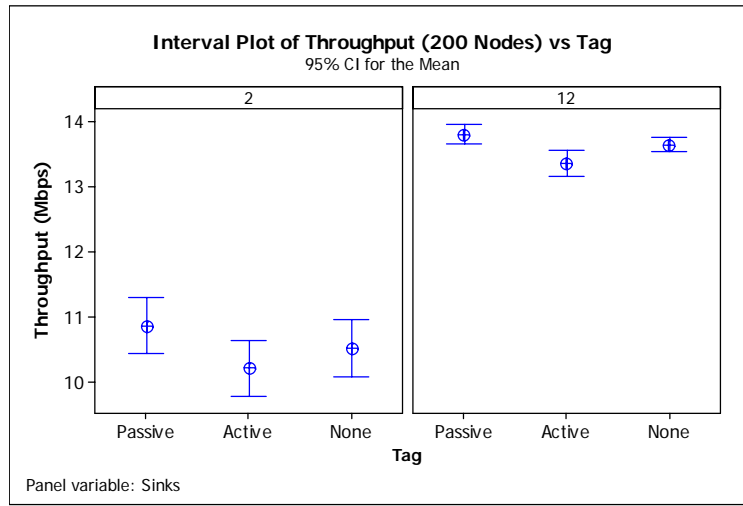 Interval Plot of Throughput (200 Nodes) vs Tag
95% CI for the Mean
2
12
Throughput (Mbps)
14
13
12
11
10
Passive
Active
None
Passive
Active
None
Tag
Panel variable: Sinks